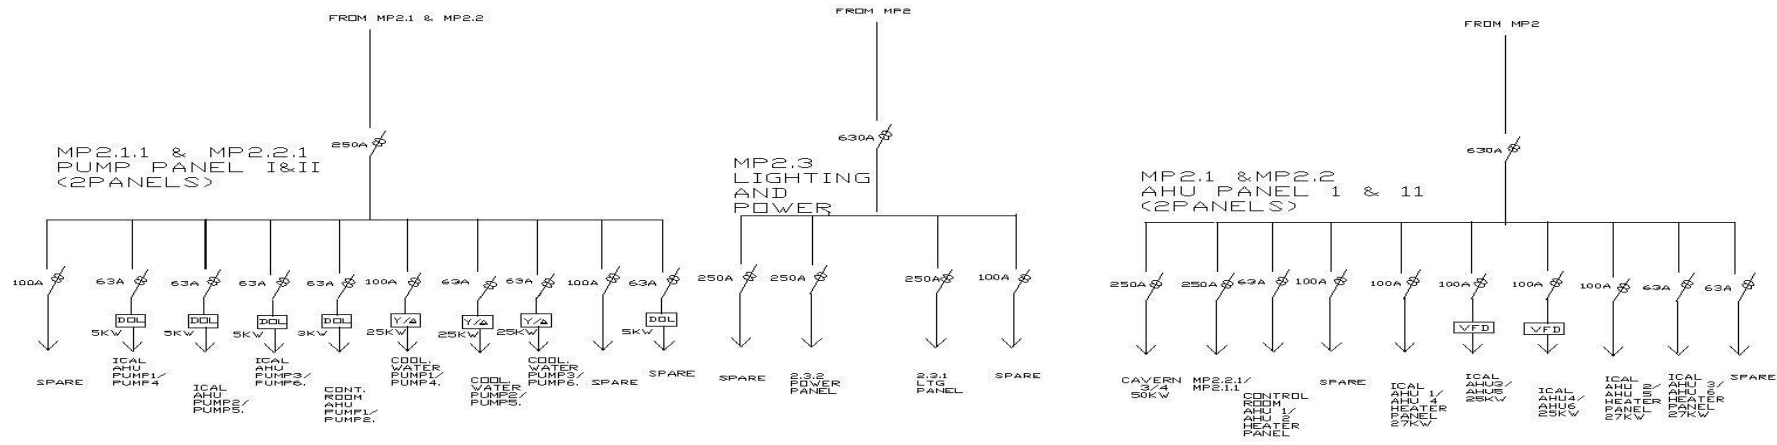 FROM MP2.1 & MP2.2
250A
MP2.1.1 & MP2.2.1
PUMP PANEL I&II
(2PANELS)
100A
63A
63A
63A
63A
100A
63A
63A
100A
63A
DOL
DOL
DOL
DOL
Y/Δ
Y/Δ
Y/Δ
DOL
5KW
5KW
5KW
3KW
25KW
25KW
25KW
5KW
SPARE
ICAL
AHU
PUMP1/
PUMP4
ICAL
AHU
PUMP2/
PUMP5.
ICAL
AHU
PUMP3/
PUMP6.
CONT.
ROOM
AHU
PUMP1/
PUMP2.
COOL.
WATER
PUMP1/
PUMP4.
COOL.
WATER
PUMP2/
PUMP5.
COOL.
WATER
PUMP3/
PUMP6.
SPARE
SPARE
FROM MP2
630A
MP2.3
LIGHTING
AND
POWER
250A
250A
250A
100A
SPARE
2.3.2
POWER
PANEL
2.3.1
LTG
PANEL.
SPARE
FROM MP2
630A
MP2.1 &MP2.2
AHU PANEL 1 & 11
(2PANELS)
250A
250A
63A
100A
100A
100A
100A
100A
63A
63A
VFD
VFD
CAVERN
3/4
50KW
MP2.2.1/
MP2.1.1
CONTROL
ROOM
AHU 1/
AHU 2
HEATER
PANEL
SPARE
ICAL
AHU 1/
AHU 4
HEATER
PANEL
27KW
ICAL
AHU3/
AHU5
25KW
ICAL
AHU4/
AHU6
25KW
ICAL
AHU 2/
AHU 5
HEATER
PANEL
27KW
ICAL
AHU 3/
AHU 6
HEATER
PANEL
27KW
SPARE